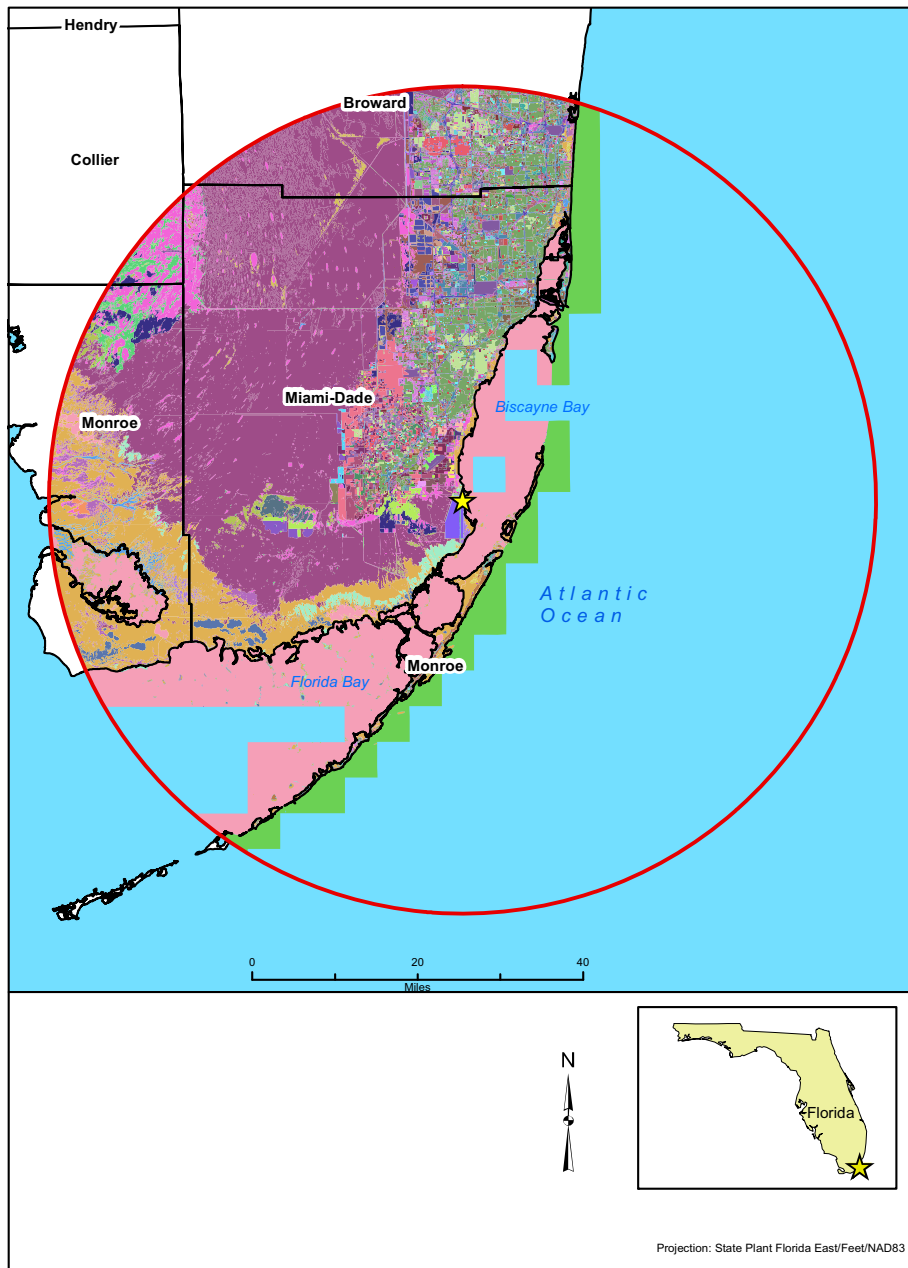 Hendry
Broward
Collier
Miami-Dade
Biscayne Bay
Monroe
Atlantic
Ocean
Monroe
Florida Bay
0
20
40
Miles
N
Florida
Projection: State Plant Florida East/Feet/NAD83